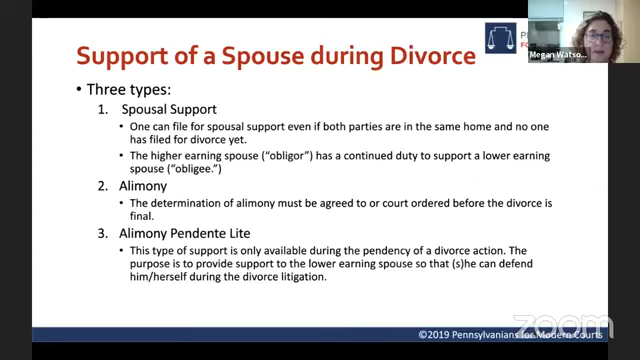 P
FO
Megan Watso...
Support of a Spouse during Divorce
• Three types:
1. Spousal Support
• One can file for spousal support even if both parties are in the same home and no one
has filed for divorce yet.
• The higher earning spouse (“obligor”) has a continued duty to support a lower earning
spouse (“obligee.”)
2. Alimony
• The determination of alimony must be agreed to or court ordered before the divorce is
final.
3. Alimony Pendente Lite
• This type of support is only available during the pendency of a divorce action. The
purpose is to provide support to the lower earning spouse so that (s)he can defend
him/herself during the divorce litigation.
©2019 Pennsylvanians for Modern Courts
zoom